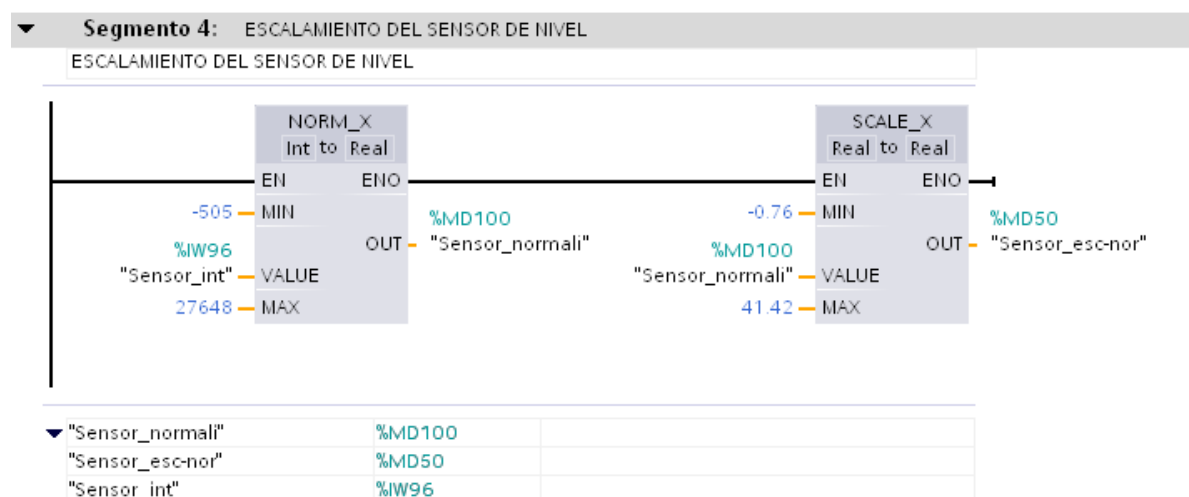 Segmento 4: ESCALAMIENTO DEL SENSOR DE NIVEL
ESCALAMIENTO DEL SENSOR DE NIVEL
NORM_X
Int to Real
EN ENO
-505 MIN
%MD100
OUT "Sensor_normali"
%IW96
"Sensor_int" VALUE
27648 MAX
SCALE_X
Real to Real
EN ENO
-0.76 MIN
%MD50
OUT "Sensor_esc-nor"
%MD100
"Sensor_normali" VALUE
41.42 MAX
"Sensor_normali" %MD100
"Sensor_esc-nor" %MD50
"Sensor_int" %IW96